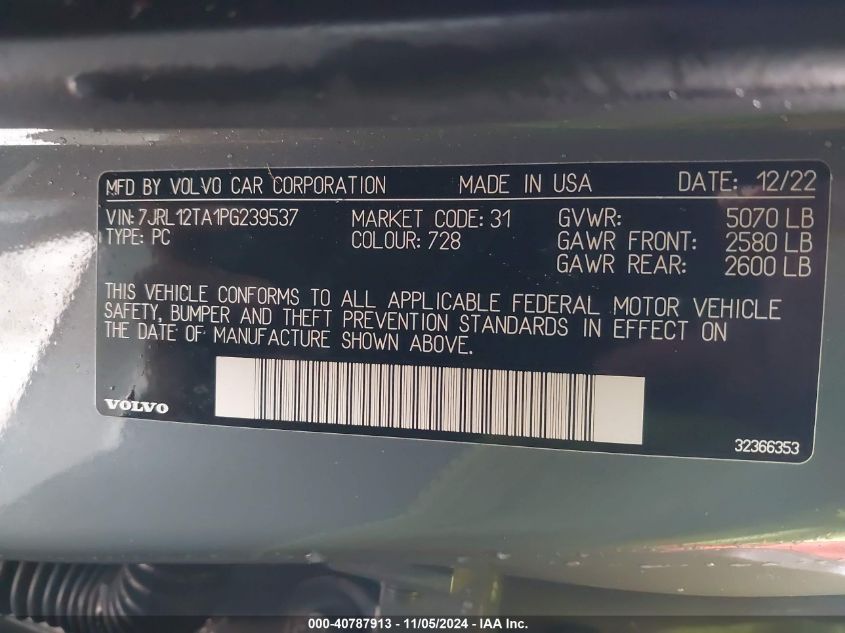 MFD BY VOLVO CAR CORPORATION MADE IN USA DATE: 12/22
VIN: 7JRL12TA1PG239537 MARKET CODE: 31 GVWR: 5070 LB
TYPE: PC COLOUR: 728 GAWR FRONT: 2580 LB
GAWR REAR: 2600 LB
THIS VEHICLE CONFORMS TO ALL APPLICABLE FEDERAL MOTOR VEHICLE
SAFETY, BUMPER AND THEFT PREVENTION STANDARDS IN EFFECT ON
THE DATE OF MANUFACTURE SHOWN ABOVE.
VOLVO
32366353
000-40787913 - 11/05/2024 - IAA Inc.